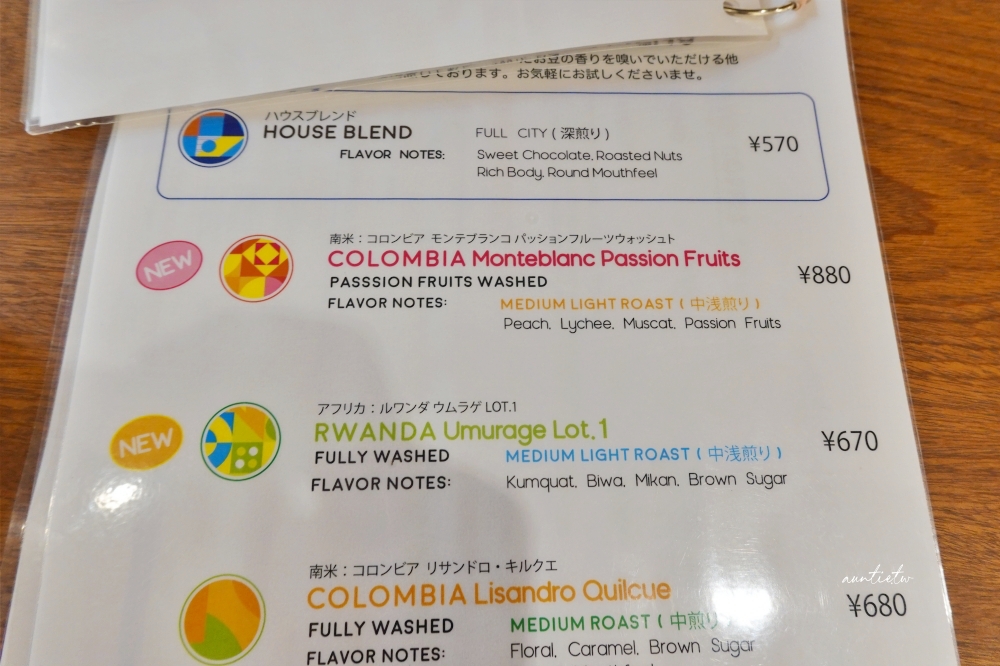 お豆の香りを嗅いでいただける他
しております。お気軽にお試しくださいませ。
ハウスブレンド
HOUSE BLEND FULL CITY ( 深煎り ) ¥570
FLAVOR NOTES: Sweet Chocolate, Roasted Nuts
Rich Body, Round Mouthfeel
南米：コロンビア モンテブランコ パッションフルーツウォッシュト
NEW COLOMBIA Monteblanc Passion Fruits ¥880
PASSSION FRUITS WASHED
FLAVOR NOTES: MEDIUM LIGHT ROAST ( 中浅煎り )
Peach, Lychee, Muscat, Passion Fruits
アフリカ：ルワンダ ウムラゲ LOT.1
NEW RWANDA Umurage Lot.1 ¥670
FULLY WASHED MEDIUM LIGHT ROAST ( 中浅煎り )
FLAVOR NOTES: Kumquat, Biwa, Mikan, Brown Sugar
南米：コロンビア リサンドロ・キルクエ
COLOMBIA Lisandro Quilcue ¥680
FULLY WASHED MEDIUM ROAST ( 中煎り
FLAVOR NOTES: Floral, Caramel, Brown Sugar
auntietw